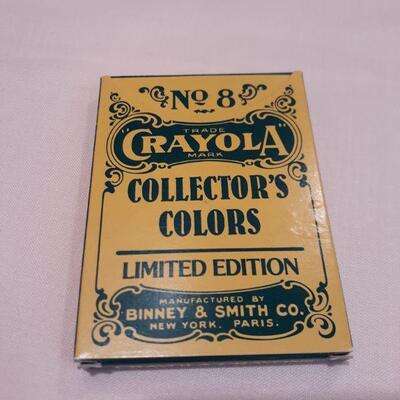 No 8
TRADE
"CRAYOLA"
MARK
COLLECTOR'S
COLORS
LIMITED EDITION
MANUFACTURED BY
BINNEY & SMITH CO.
NEW YORK. PARIS.